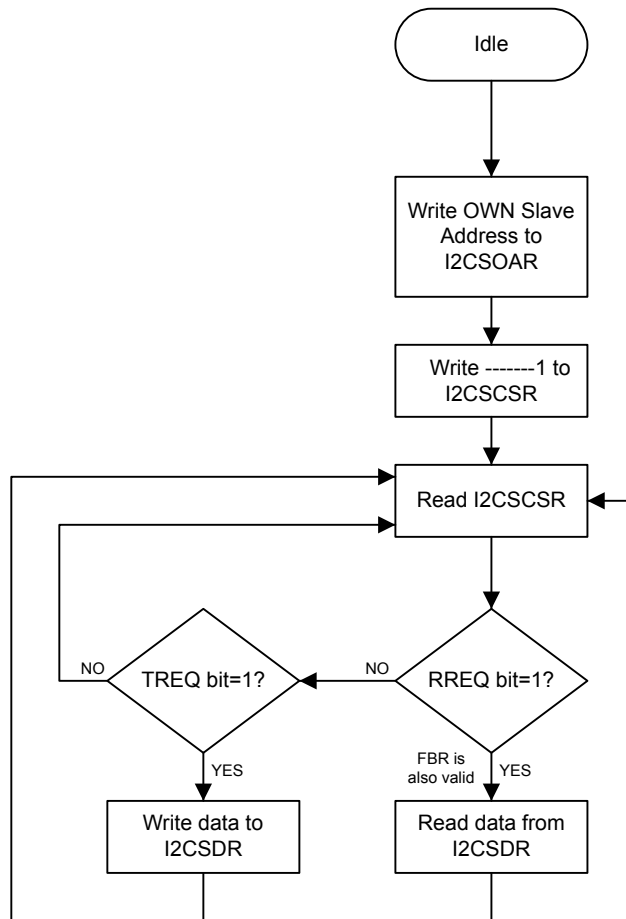 Idle
Write OWN Slave
Address to
I2CSOAR
Write -------1 to
I2CSCSR
Read I2CSCSR
NO
TREQ bit=1?
NO
RREQ bit=1?
YES
FBR is
also valid
YES
Write data to
I2CSDR
Read data from
I2CSDR